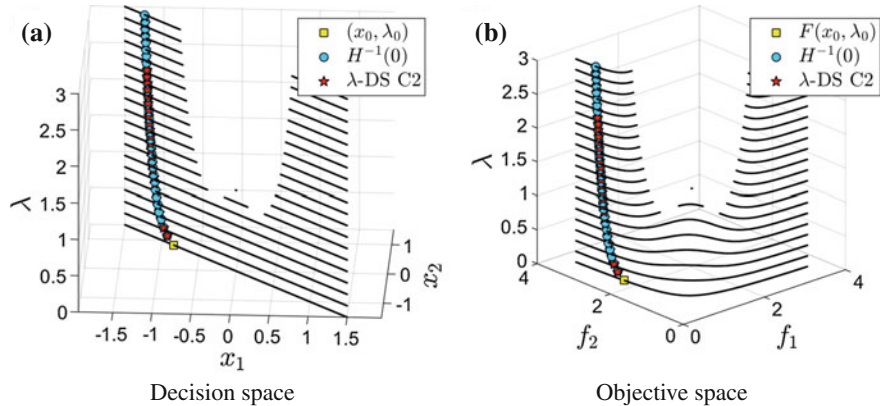 (a)
(x₀, λ₀)
H⁻¹(0)
λ-DS C2
3
2.5
2
1.5
1
0.5
0
λ
-1.5 -1 -0.5 0 0.5 1 1.5
x₁
1
0
-1
x₂
Decision space
(b)
F(x₀, λ₀)
H⁻¹(0)
λ-DS C2
3
2.5
2
1.5
1
0.5
0
λ
4
2
0
f₂
0
2
4
f₁
Objective space